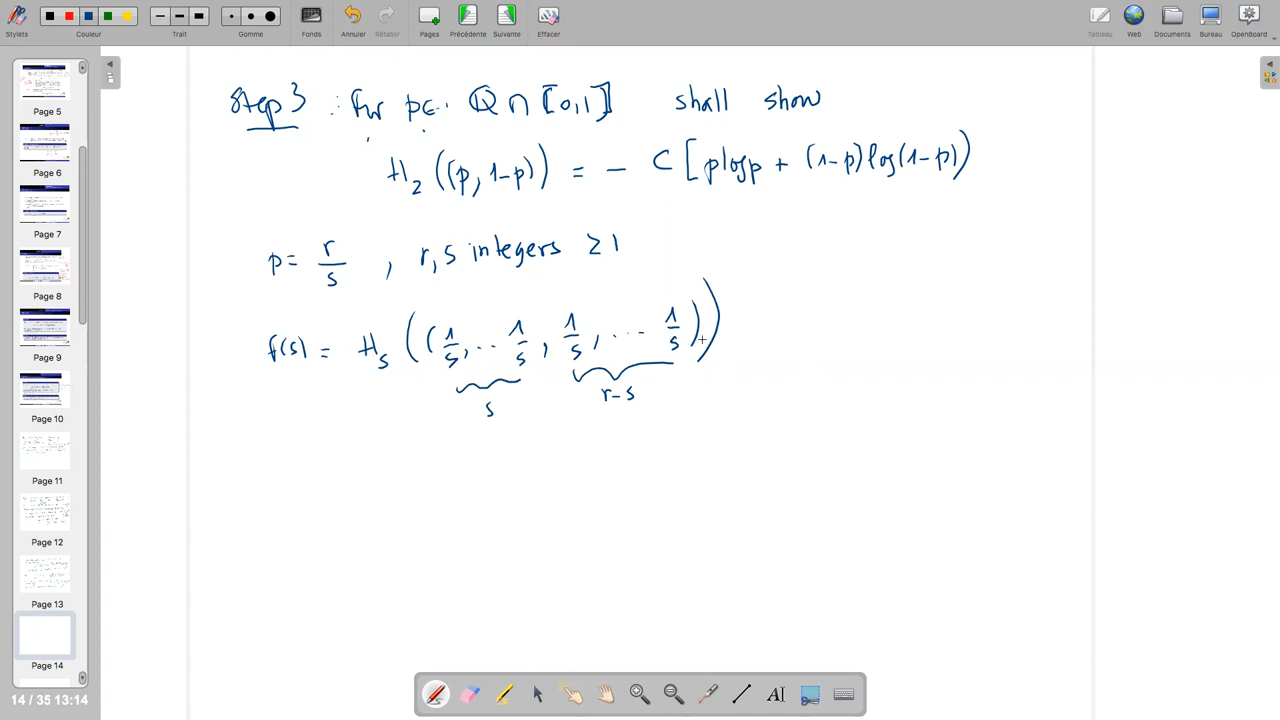 Stylets
Couleur
Trait
Gomme
Fonds
Annuler
Rétablir
Pages
Précédente
Suivante
Effacer
Tableau
Web
Documents
Bureau
OpenBoard
Page 5
Page 6
Page 7
Page 8
Page 9
Page 10
Page 11
Page 12
Page 13
Page 14
14 / 35 13:14
Step 3 : For p ∈ ℚ ∩ [0,1] shall show
H_2 ((p, 1-p)) = - C [p log p + (1-p) log(1-p))
p = r/s , r, s integers ≥ 1
f(s) = H_s ((1/s, .. 1/s, 1/s, ... 1/s))
s
r-s